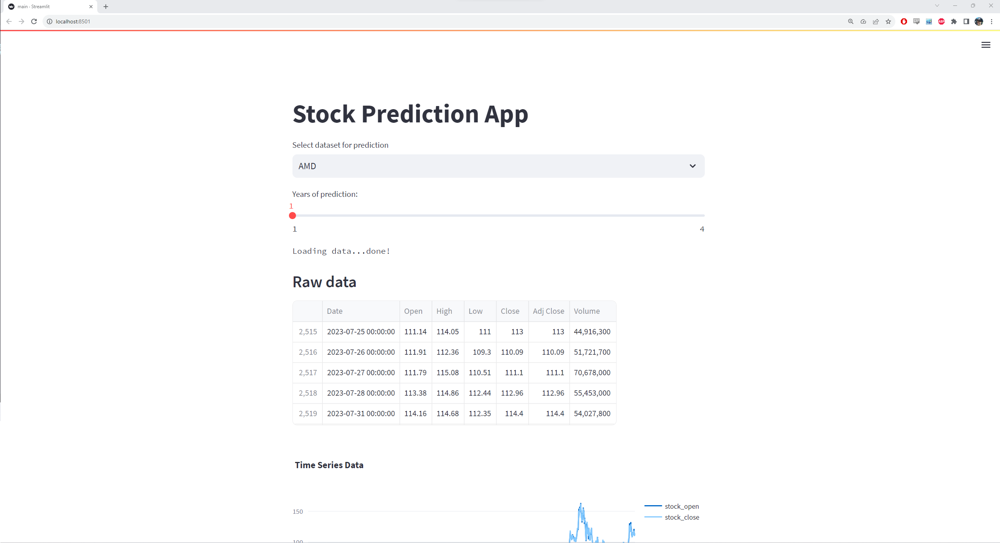 main · Streamlit
localhost:8501
Stock Prediction App
Select dataset for prediction
AMD
Years of prediction:
1
1 4
Loading data...done!
Raw data
Date Open High Low Close Adj Close Volume
2,515 2023-07-25 00:00:00 111.14 114.05 111 113 113 44,916,300
2,516 2023-07-26 00:00:00 111.91 112.36 109.3 110.09 110.09 51,721,700
2,517 2023-07-27 00:00:00 111.79 115.08 110.51 111.1 111.1 70,678,000
2,518 2023-07-28 00:00:00 113.38 114.86 112.44 112.96 112.96 55,453,000
2,519 2023-07-31 00:00:00 114.16 114.68 112.35 114.4 114.4 54,027,800
Time Series Data
150
stock_open
stock_close
100